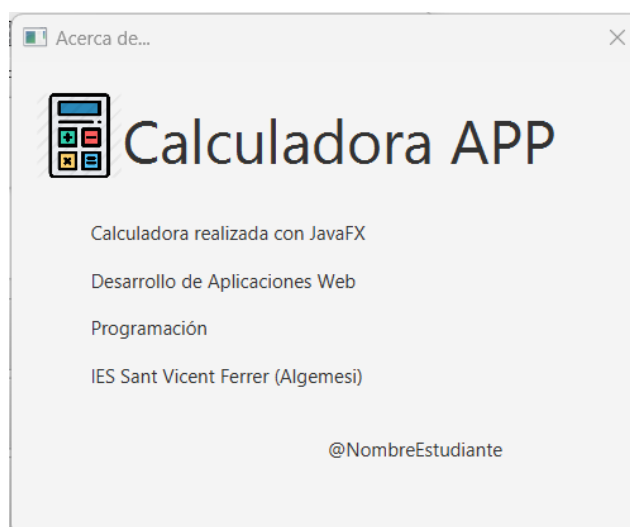 Acerca de...
Calculadora APP
Calculadora realizada con JavaFX
Desarrollo de Aplicaciones Web
Programación
IES Sant Vicent Ferrer (Algemesi)
@NombreEstudiante